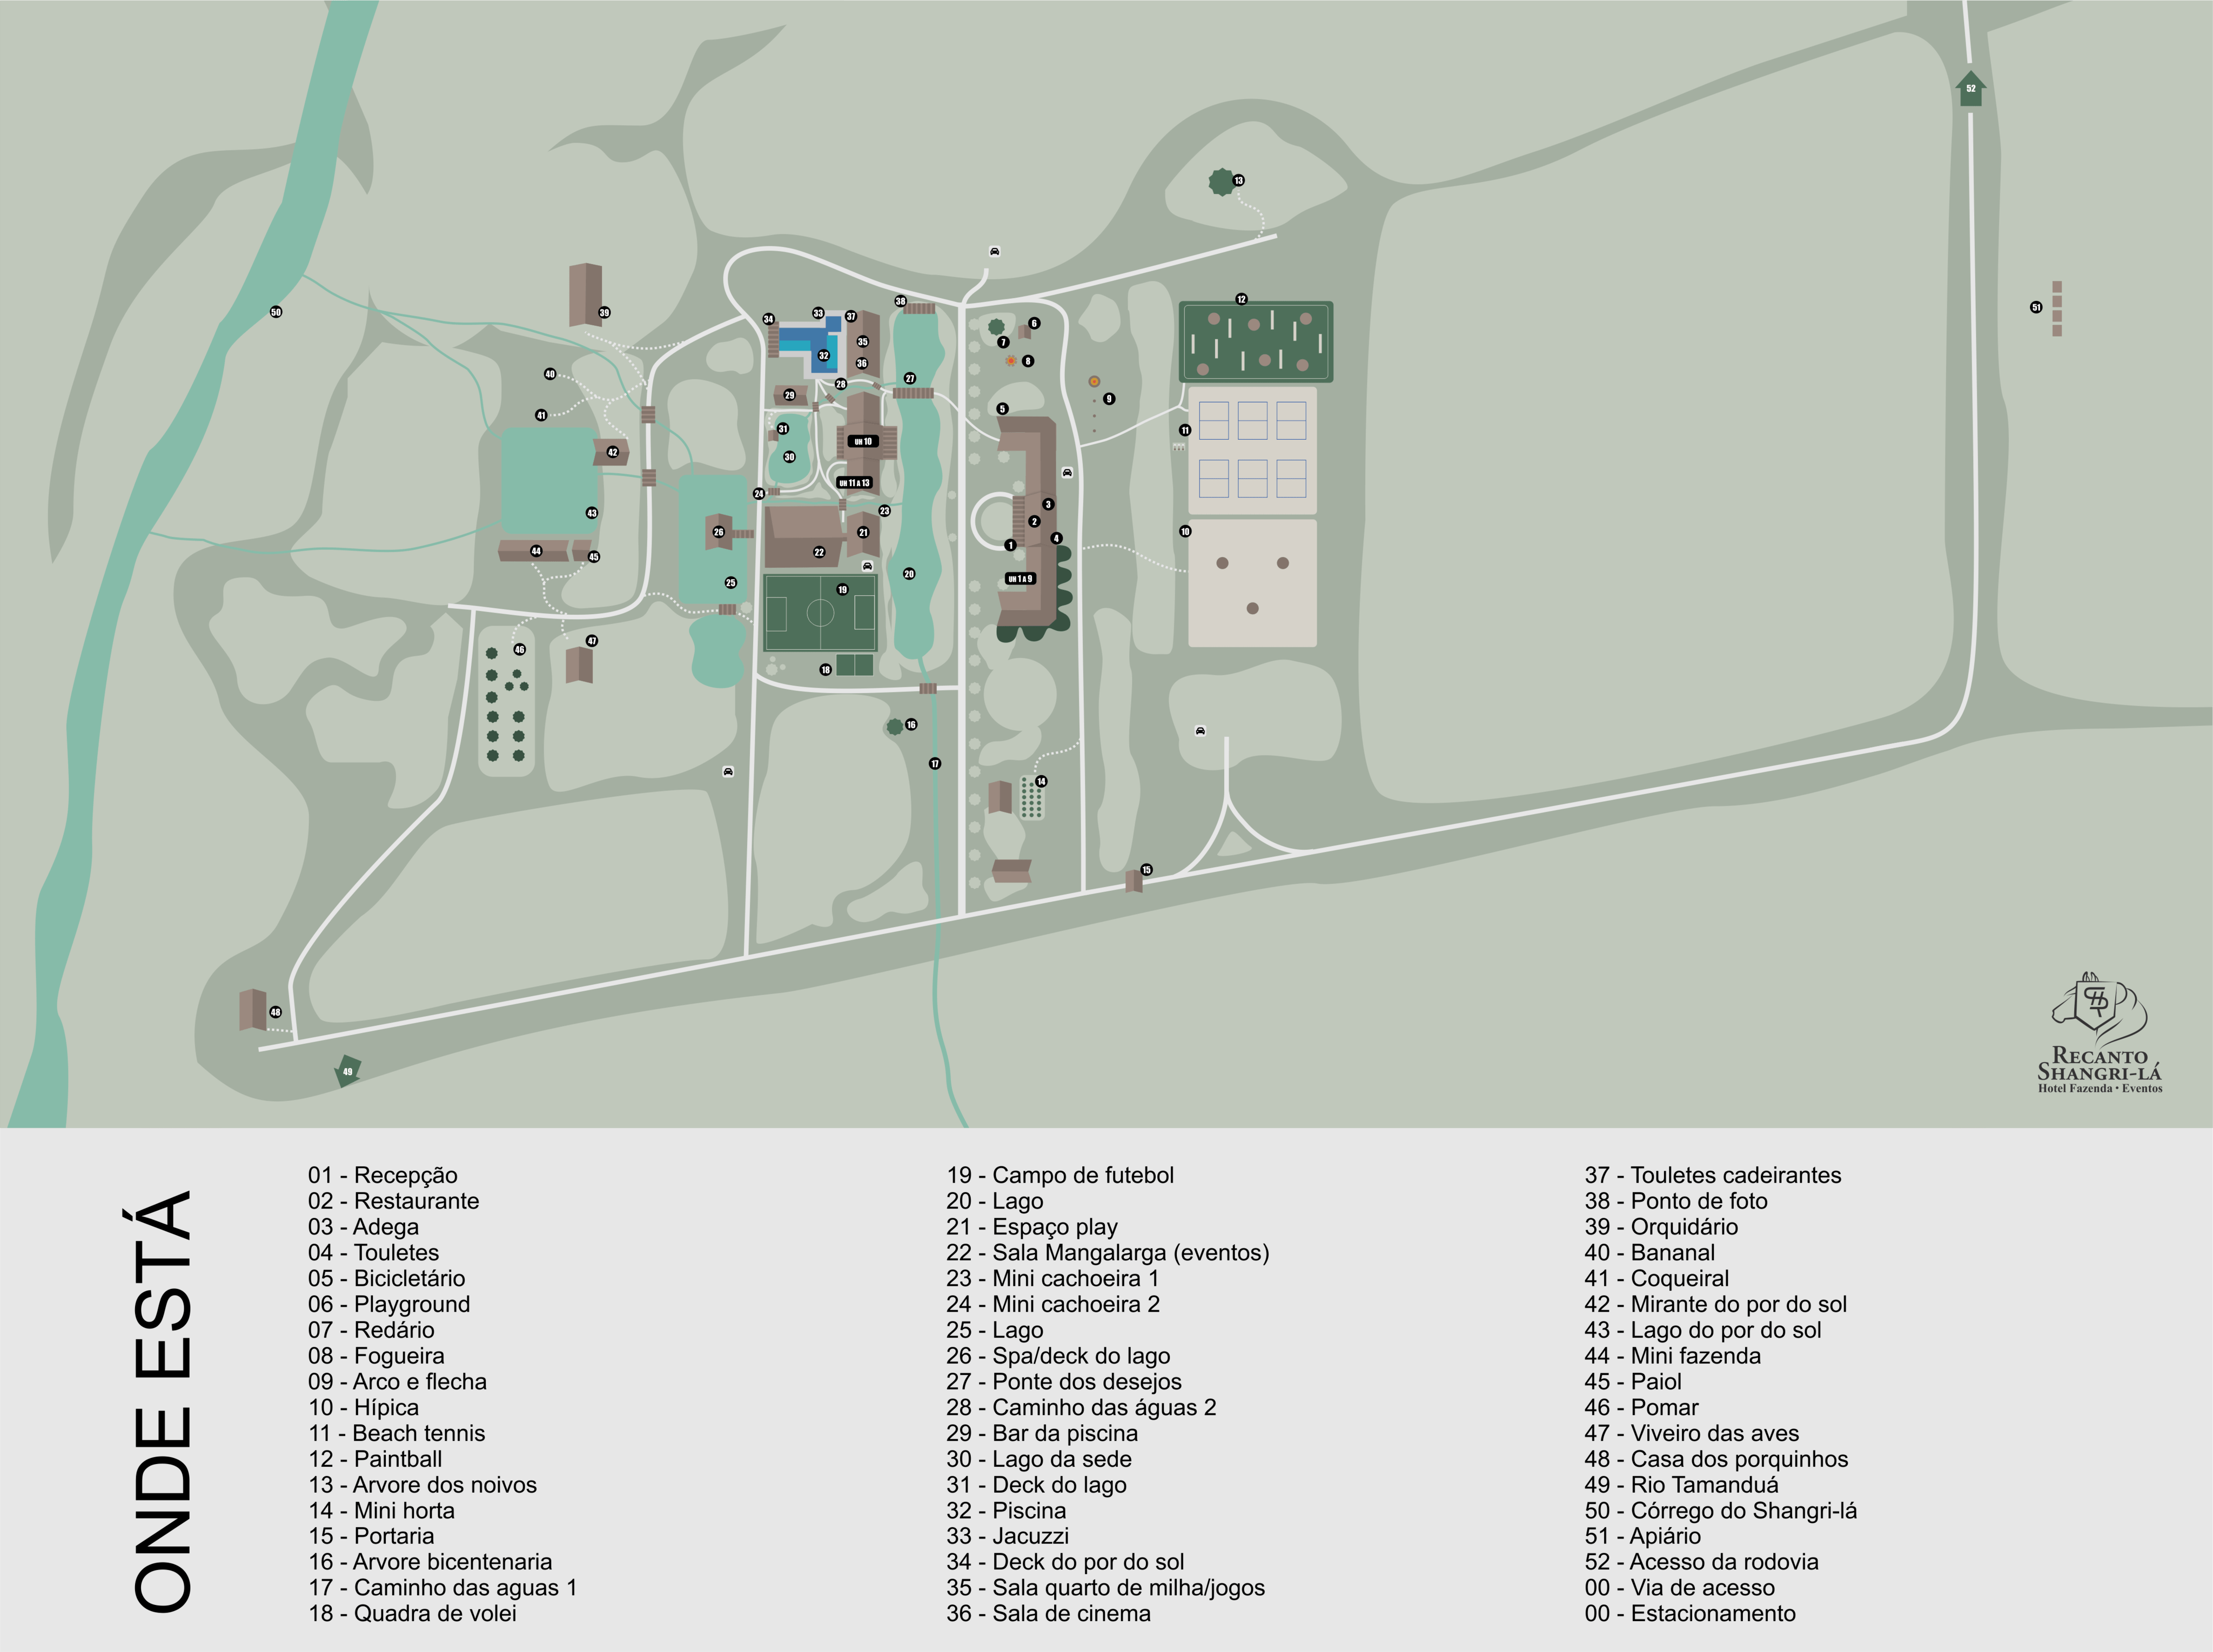 52
13
50
39
51
38
12
34
33
37
6
7
35
32
36
8
40
28
27
29
9
41
5
31
11
UH 10
42
30
UH 11 A 13
24
3
43
23
2
26
21
10
4
1
44
22
45
20
UH 1 A 9
25
19
47
46
18
16
17
14
15
48
49
RECANTO
SHANGRI-LÁ
Hotel Fazenda • Eventos
ONDE ESTÁ
01 - Recepção
02 - Restaurante
03 - Adega
04 - Touletes
05 - Bicicletário
06 - Playground
07 - Redário
08 - Fogueira
09 - Arco e flecha
10 - Hípica
11 - Beach tennis
12 - Paintball
13 - Arvore dos noivos
14 - Mini horta
15 - Portaria
16 - Arvore bicentenaria
17 - Caminho das aguas 1
18 - Quadra de volei
19 - Campo de futebol
20 - Lago
21 - Espaço play
22 - Sala Mangalarga (eventos)
23 - Mini cachoeira 1
24 - Mini cachoeira 2
25 - Lago
26 - Spa/deck do lago
27 - Ponte dos desejos
28 - Caminho das águas 2
29 - Bar da piscina
30 - Lago da sede
31 - Deck do lago
32 - Piscina
33 - Jacuzzi
34 - Deck do por do sol
35 - Sala quarto de milha/jogos
36 - Sala de cinema
37 - Touletes cadeirantes
38 - Ponto de foto
39 - Orquidário
40 - Bananal
41 - Coqueiral
42 - Mirante do por do sol
43 - Lago do por do sol
44 - Mini fazenda
45 - Paiol
46 - Pomar
47 - Viveiro das aves
48 - Casa dos porquinhos
49 - Rio Tamanduá
50 - Córrego do Shangri-lá
51 - Apiário
52 - Acesso da rodovia
00 - Via de acesso
00 - Estacionamento